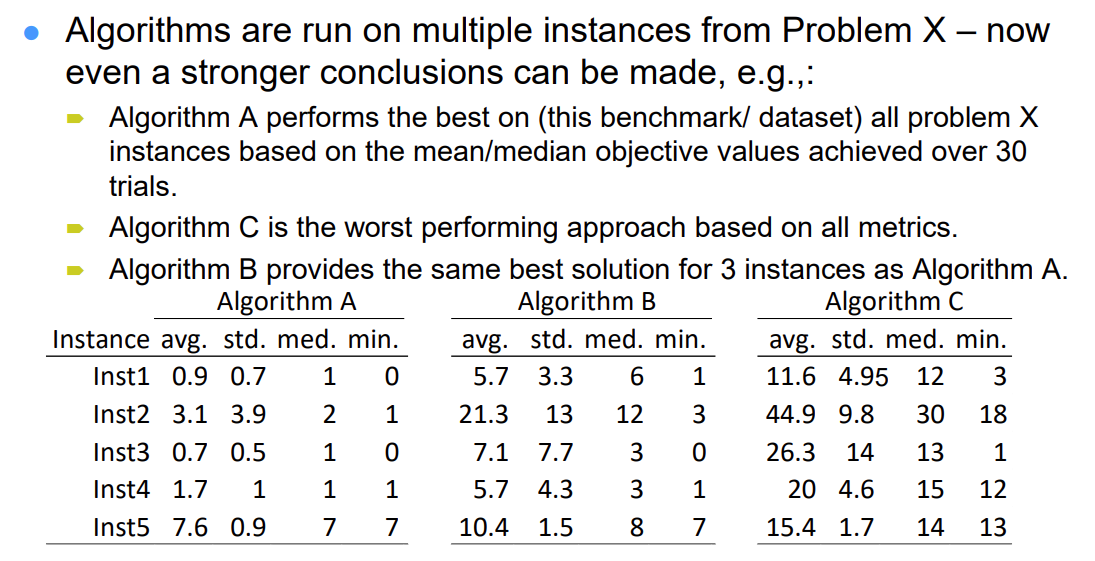 Algorithms are run on multiple instances from Problem X – now
even a stronger conclusions can be made, e.g.,:
Algorithm A performs the best on (this benchmark/ dataset) all problem X
instances based on the mean/median objective values achieved over 30
trials.
Algorithm C is the worst performing approach based on all metrics.
Algorithm B provides the same best solution for 3 instances as Algorithm A.
Algorithm A Algorithm B Algorithm C
Instance avg. std. med. min. avg. std. med. min. avg. std. med. min.
Inst1 0.9 0.7 1 0 5.7 3.3 6 1 11.6 4.95 12 3
Inst2 3.1 3.9 2 1 21.3 13 12 3 44.9 9.8 30 18
Inst3 0.7 0.5 1 0 7.1 7.7 3 0 26.3 14 13 1
Inst4 1.7 1 1 1 5.7 4.3 3 1 20 4.6 15 12
Inst5 7.6 0.9 7 7 10.4 1.5 8 7 15.4 1.7 14 13